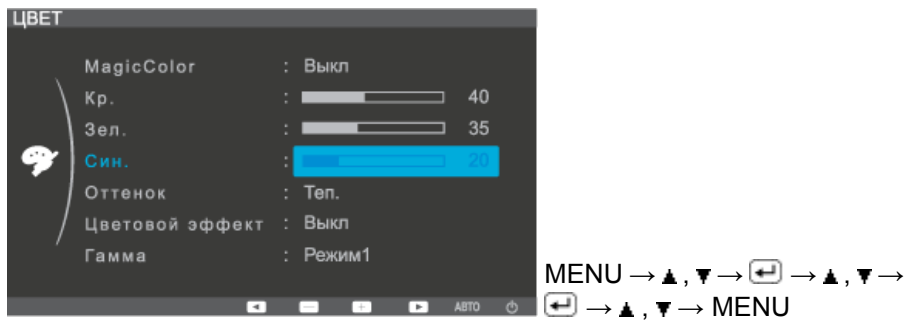 ЦВЕТ
MagicColor : Выкл
Кр. : 40
Зел. : 35
Син. : 20
Оттенок : Теп.
Цветовой эффект : Выкл
Гамма : Режим1
АВТО
MENU → ▲ , ▼ → ↵ → ▲ , ▼ →
↵ → ▲ , ▼ → MENU